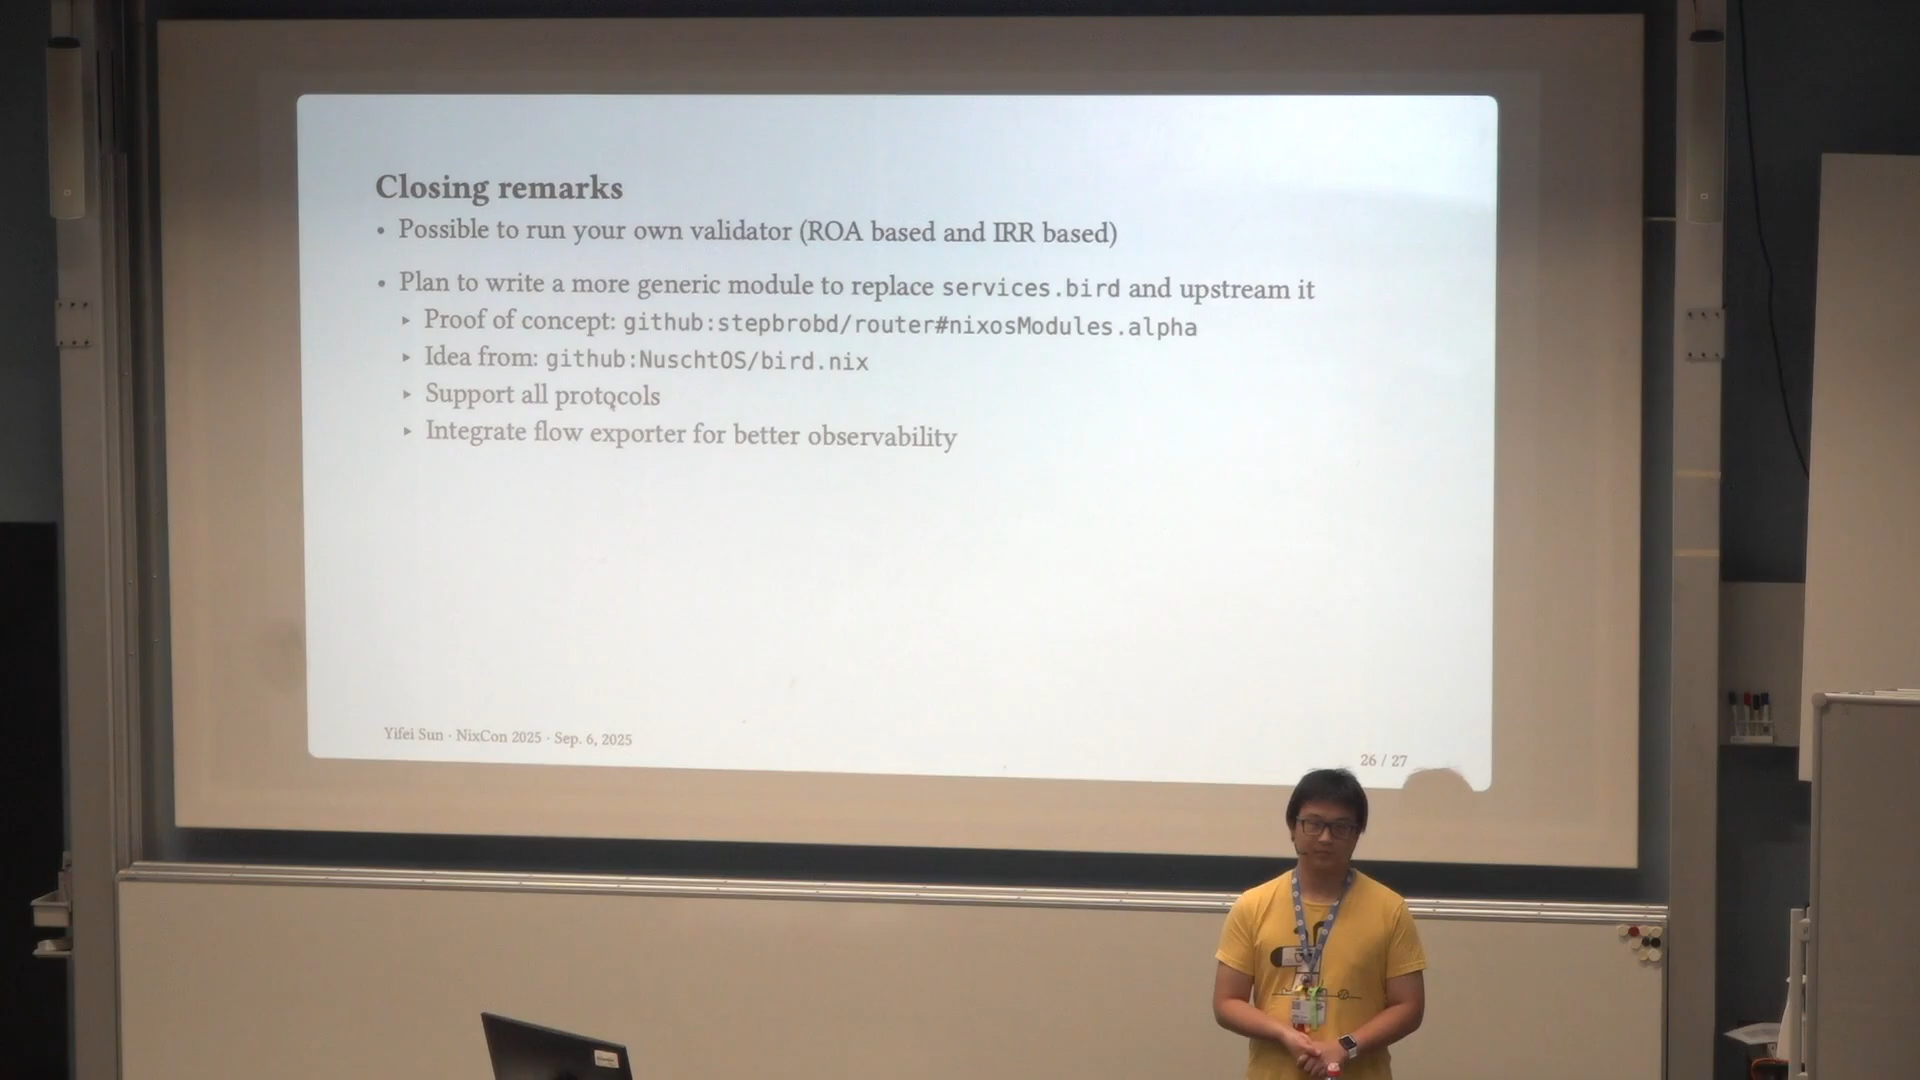 Closing remarks
• Possible to run your own validator (ROA based and IRR based)
• Plan to write a more generic module to replace services.bird and upstream it
‣ Proof of concept: github:stepbrobd/router#nixosModules.alpha
‣ Idea from: github:NuschtOS/bird.nix
‣ Support all protocols
‣ Integrate flow exporter for better observability
Yifei Sun · NixCon 2025 · Sep. 6, 2025
26 / 27